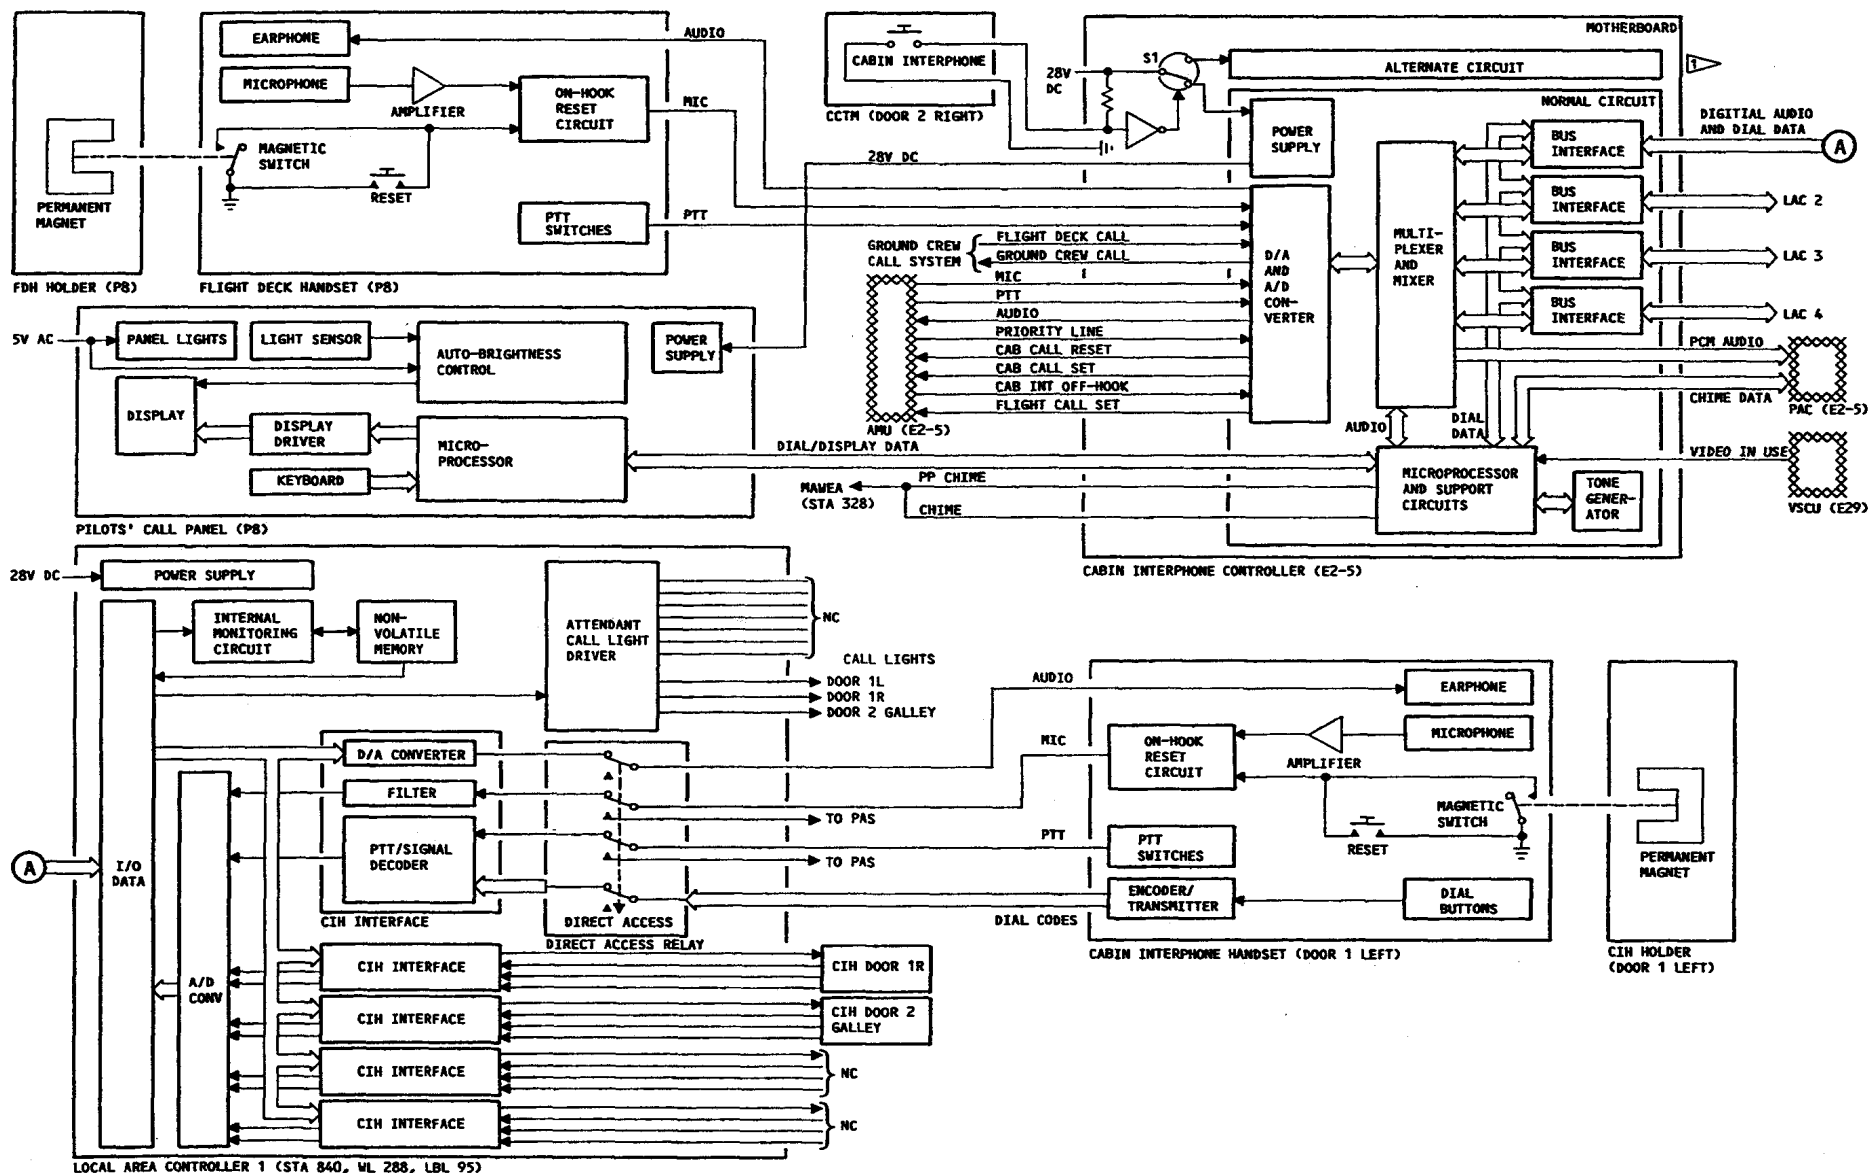 EARPHONE
MICROPHONE
AMPLIFIER
ON-HOOK
RESET
CIRCUIT
MAGNETIC
SWITCH
RESET
PTT
SWITCHES
PERMANENT
MAGNET
FDH HOLDER (P8)
FLIGHT DECK HANDSET (P8)
AUDIO
MIC
PTT
CABIN INTERPHONE
CCTM (DOOR 2 RIGHT)
28V DC
MOTHERBOARD
28V
DC
S1
ALTERNATE CIRCUIT
1
NORMAL CIRCUIT
POWER
SUPPLY
MULTI-
PLEXER
AND
MIXER
BUS
INTERFACE
BUS
INTERFACE
BUS
INTERFACE
BUS
INTERFACE
DIGITIAL AUDIO
AND DIAL DATA
A
LAC 2
LAC 3
LAC 4
D/A
AND
A/D
CON-
VERTER
GROUND CREW
CALL SYSTEM
FLIGHT DECK CALL
GROUND CREW CALL
MIC
PTT
AUDIO
PRIORITY LINE
CAB CALL RESET
CAB CALL SET
CAB INT OFF-HOOK
FLIGHT CALL SET
AMU (E2-5)
PCM AUDIO
CHIME DATA
PAC (E2-5)
AUDIO
DIAL
DATA
VIDEO IN USE
VSCU (E29)
MICROPROCESSOR
AND SUPPORT
CIRCUITS
TONE
GENER-
ATOR
CABIN INTERPHONE CONTROLLER (E2-5)
5V AC
PANEL LIGHTS
LIGHT SENSOR
AUTO-BRIGHTNESS
CONTROL
POWER
SUPPLY
DISPLAY
DISPLAY
DRIVER
MICRO-
PROCESSOR
KEYBOARD
DIAL/DISPLAY DATA
MAWEA
(STA 328)
PP CHIME
CHIME
PILOTS' CALL PANEL (P8)
28V DC
POWER SUPPLY
INTERNAL
MONITORING
CIRCUIT
NON-
VOLATILE
MEMORY
ATTENDANT
CALL LIGHT
DRIVER
NC
CALL LIGHTS
DOOR 1L
DOOR 1R
DOOR 2 GALLEY
A
I/O
DATA
A/D
CONV
D/A CONVERTER
FILTER
PTT/SIGNAL
DECODER
CIH INTERFACE
DIRECT ACCESS
DIRECT ACCESS RELAY
TO PAS
TO PAS
CIH INTERFACE
CIH INTERFACE
CIH INTERFACE
CIH INTERFACE
CIH DOOR 1R
CIH DOOR 2
GALLEY
NC
NC
LOCAL AREA CONTROLLER 1 (STA 840, WL 288, LBL 95)
AUDIO
MIC
PTT
DIAL CODES
EARPHONE
MICROPHONE
ON-HOOK
RESET
CIRCUIT
AMPLIFIER
MAGNETIC
SWITCH
RESET
PTT
SWITCHES
ENCODER/
TRANSMITTER
DIAL
BUTTONS
CABIN INTERPHONE HANDSET (DOOR 1 LEFT)
PERMANENT
MAGNET
CIH HOLDER
(DOOR 1 LEFT)